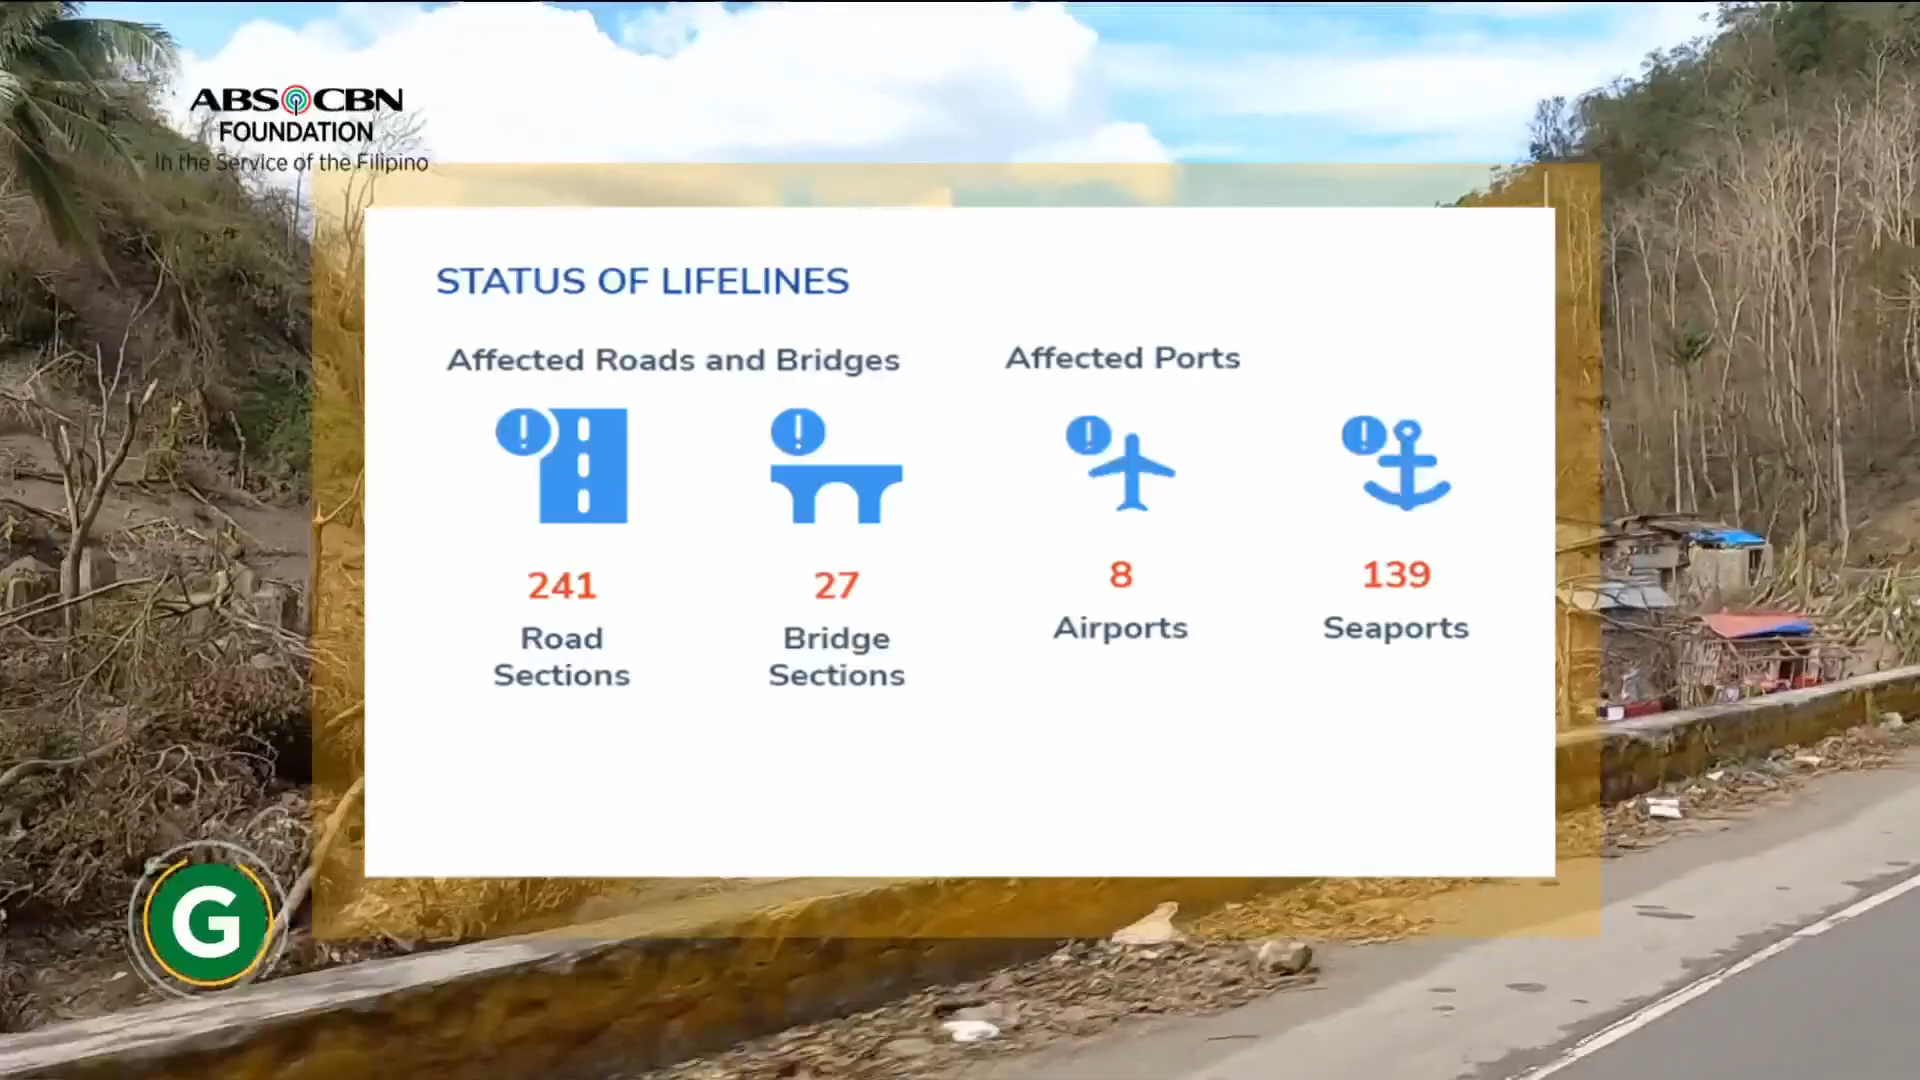 ABS CBN
FOUNDATION
In the Service of the Filipino
STATUS OF LIFELINES
Affected Roads and Bridges
Affected Ports
!
!
!
!
241
27
8
139
Road
Sections
Bridge
Sections
Airports
Seaports
G